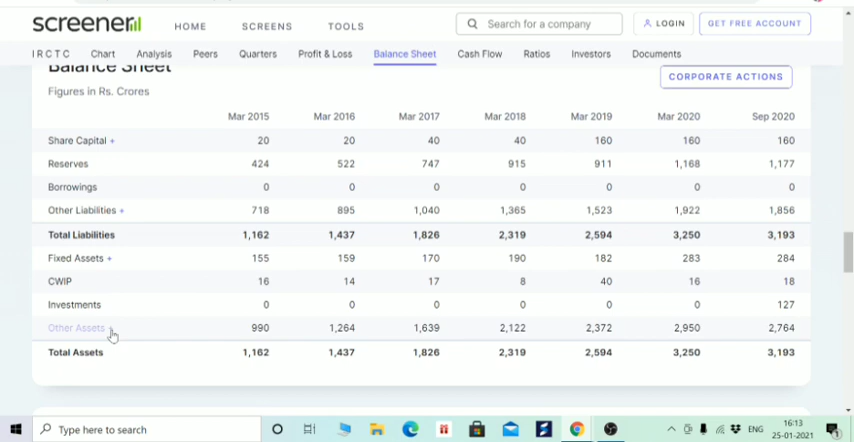 screener
HOME SCREENS TOOLS
Search for a company
LOGIN
GET FREE ACCOUNT
IRCTC Chart Analysis Peers Quarters Profit & Loss Balance Sheet Cash Flow Ratios Investors Documents
Balance Sheet
CORPORATE ACTIONS
Figures in Rs. Crores
Mar 2015 Mar 2016 Mar 2017 Mar 2018 Mar 2019 Mar 2020 Sep 2020
Share Capital + 20 20 40 40 160 160 160
Reserves 424 522 747 915 911 1,168 1,177
Borrowings 0 0 0 0 0 0 0
Other Liabilities + 718 895 1,040 1,365 1,523 1,922 1,856
Total Liabilities 1,162 1,437 1,826 2,319 2,594 3,250 3,193
Fixed Assets + 155 159 170 190 182 283 284
CWIP 16 14 17 8 40 16 18
Investments 0 0 0 0 0 0 127
Other Assets + 990 1,264 1,639 2,122 2,372 2,950 2,764
Total Assets 1,162 1,437 1,826 2,319 2,594 3,250 3,193
Type here to search
ENG
16:13
25-01-2021